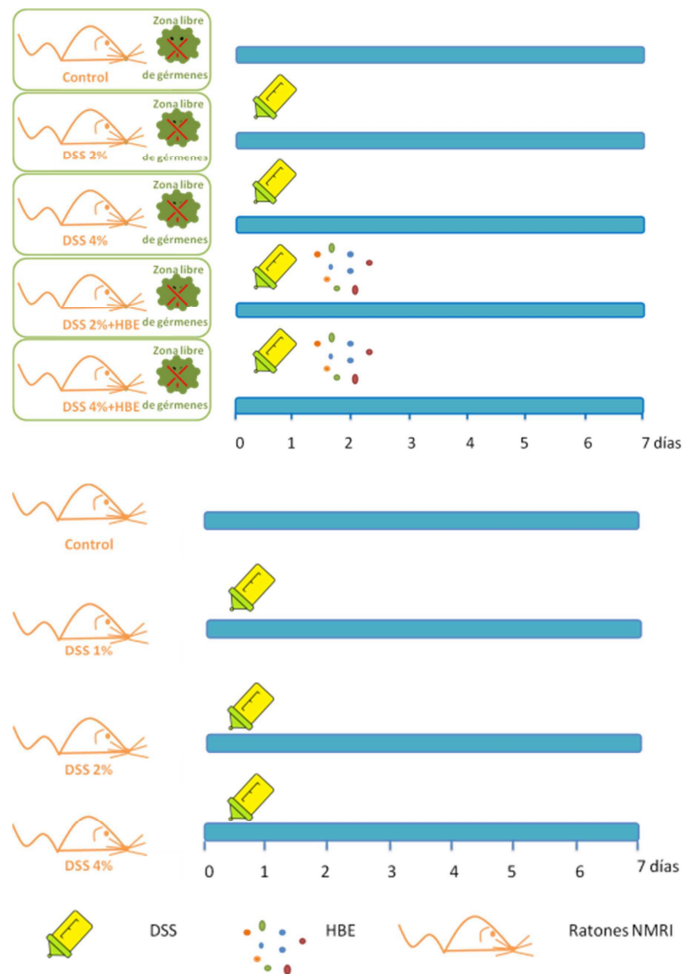 Zona libre
Control
de gérmenes
Zona libre
DSS 2%
de gérmenes
Zona libre
DSS 4%
de gérmenes
Zona libre
DSS 2%+HBE
de gérmenes
Zona libre
DSS 4%+HBE
de gérmenes
0 1 2 3 4 5 6 7 días
Control
DSS 1%
DSS 2%
DSS 4%
0 1 2 3 4 5 6 7 días
DSS HBE Ratones NMRI